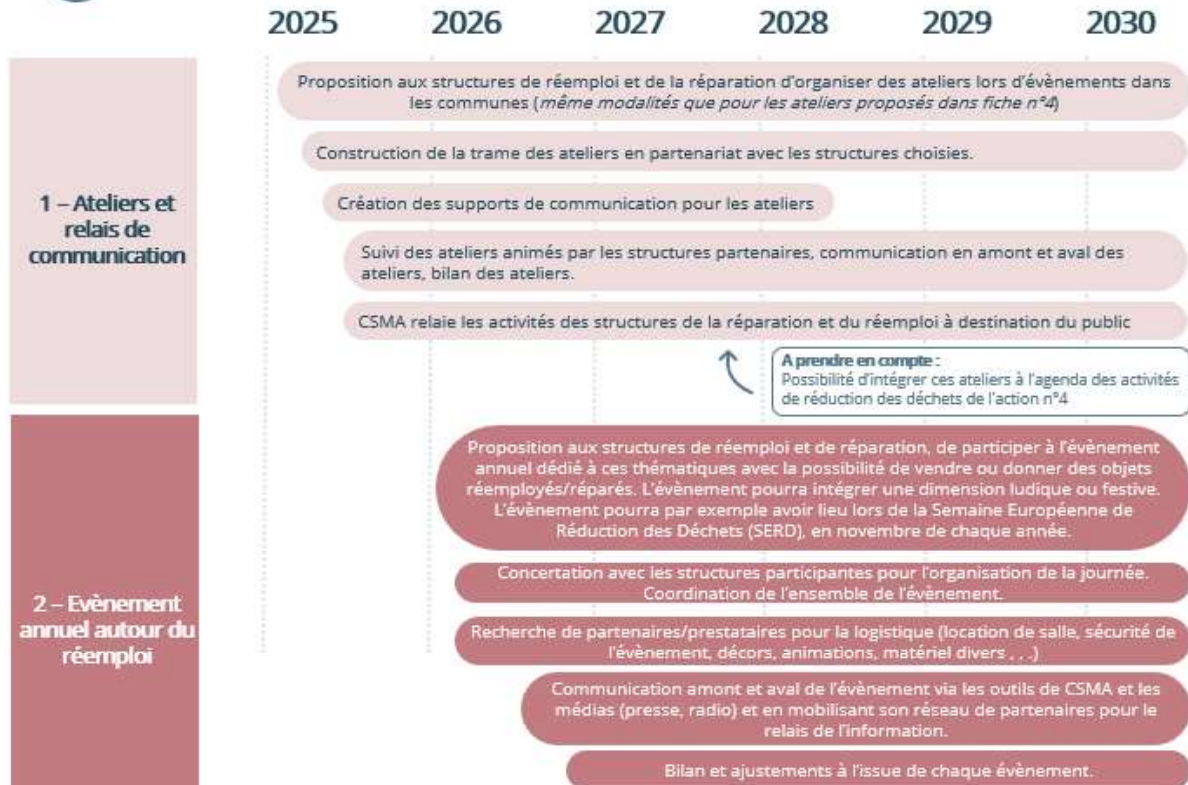 2025 2026 2027 2028 2029 2030
1 – Ateliers et
relais de
communication
Proposition aux structures de réemploi et de la réparation d'organiser des ateliers lors d'évènements dans
les communes (même modalités que pour les ateliers proposés dans fiche n°4)
Construction de la trame des ateliers en partenariat avec les structures choisies.
Création des supports de communication pour les ateliers
Suivi des ateliers animés par les structures partenaires, communication en amont et aval des
ateliers, bilan des ateliers.
CSMA relaie les activités des structures de la réparation et du réemploi à destination du public
A prendre en compte :
Possibilité d'intégrer ces ateliers à l'agenda des activités
de réduction des déchets de l'action n°4
2 – Evènement
annuel autour du
réemploi
Proposition aux structures de réemploi et de réparation, de participer à l'évènement
annuel dédié à ces thématiques avec la possibilité de vendre ou donner des objets
réemployés/réparés. L'évènement pourra intégrer une dimension ludique ou festive.
L'évènement pourra par exemple avoir lieu lors de la Semaine Européenne de
Réduction des Déchets (SERD), en novembre de chaque année.
Concertation avec les structures participantes pour l'organisation de la journée.
Coordination de l'ensemble de l'évènement.
Recherche de partenaires/prestataires pour la logistique (location de salle, sécurité de
l'évènement, décors, animations, matériel divers . . .)
Communication amont et aval de l'évènement via les outils de CSMA et les
médias (presse, radio) et en mobilisant son réseau de partenaires pour le
relais de l'information.
Bilan et ajustements à l'issue de chaque évènement.